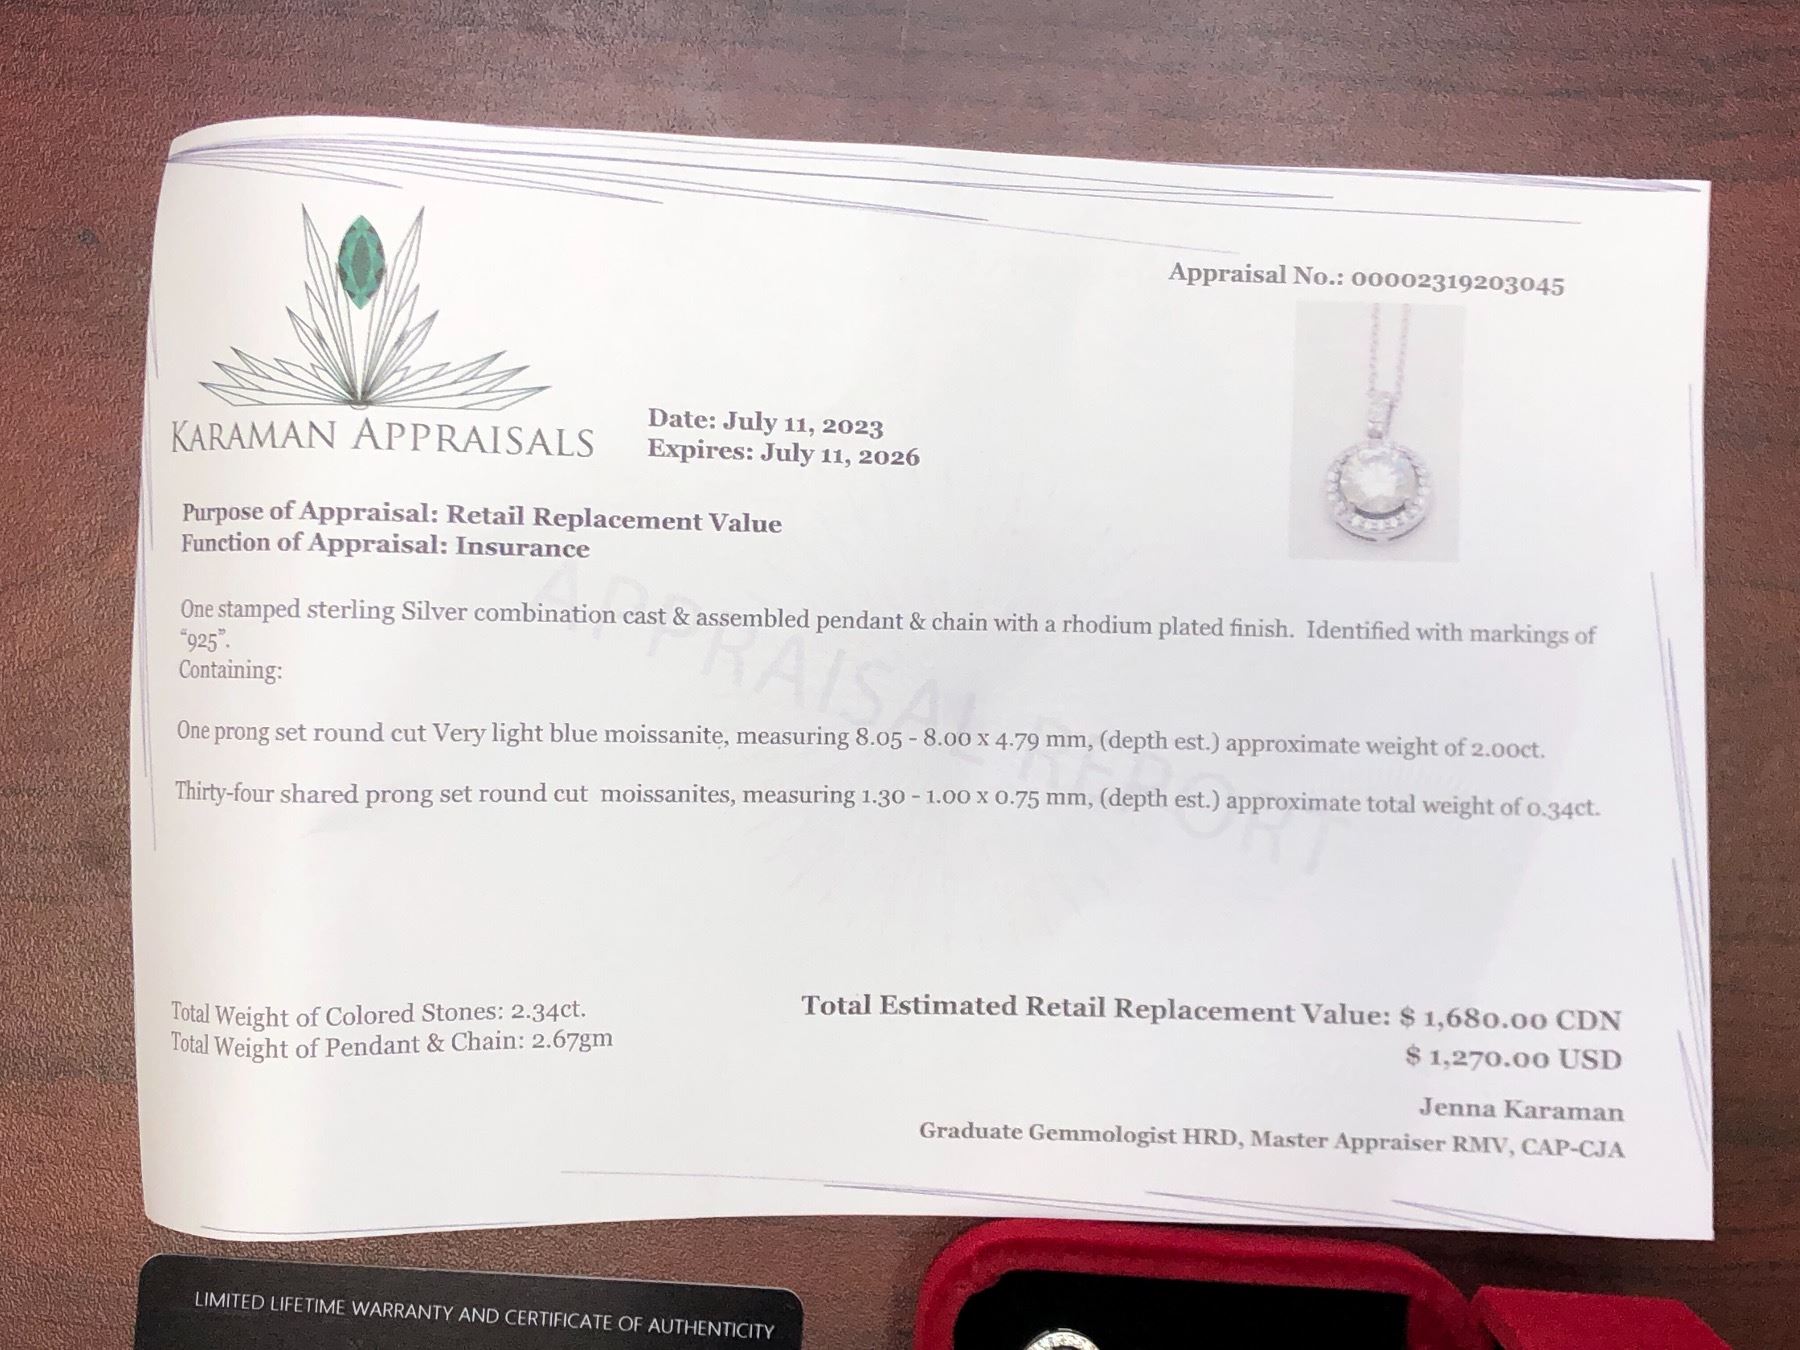 Appraisal No.: 00002319203045
KARAMAN APPRAISALS
Date: July 11, 2023
Expires: July 11, 2026
Purpose of Appraisal: Retail Replacement Value
Function of Appraisal: Insurance
One stamped sterling Silver combination cast & assembled pendant & chain with a rhodium plated finish. Identified with markings of
"925".
Containing:
One prong set round cut Very light blue moissanite, measuring 8.05 - 8.00 x 4.79 mm, (depth est.) approximate weight of 2.00ct.
Thirty-four shared prong set round cut moissanites, measuring 1.30 - 1.00 x 0.75 mm, (depth est.) approximate total weight of 0.34ct.
APPRAISAL REPORT
Total Weight of Colored Stones: 2.34ct.
Total Weight of Pendant & Chain: 2.67gm
Total Estimated Retail Replacement Value: $ 1,680.00 CDN
$ 1,270.00 USD
Jenna Karaman
Graduate Gemmologist HRD, Master Appraiser RMV, CAP-CJA
LIMITED LIFETIME WARRANTY AND CERTIFICATE OF AUTHENTICITY